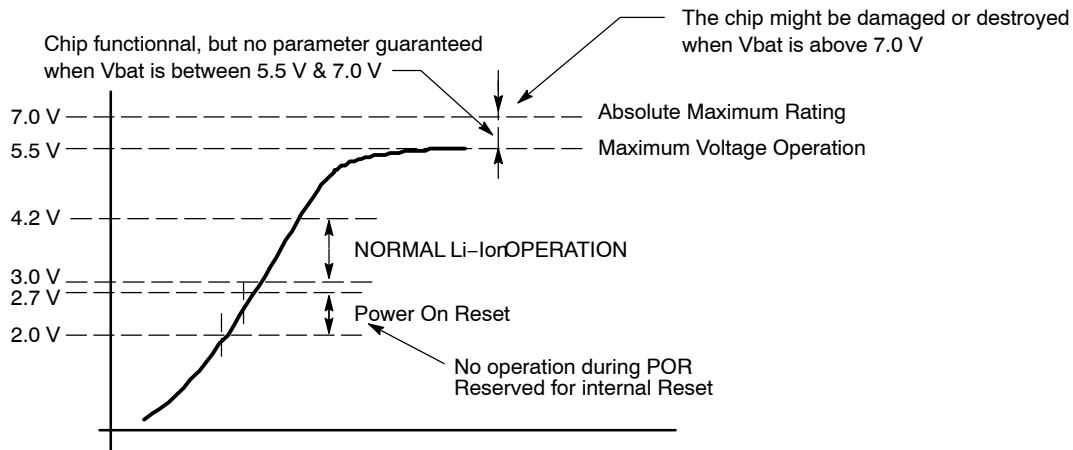 The chip might be damaged or destroyed
when Vbat is above 7.0 V
Chip functionnal, but no parameter guaranteed
when Vbat is between 5.5 V & 7.0 V
7.0 V
Absolute Maximum Rating
5.5 V
Maximum Voltage Operation
4.2 V
NORMAL Li−IonOPERATION
3.0 V
2.7 V
Power On Reset
2.0 V
No operation during POR
Reserved for internal Reset